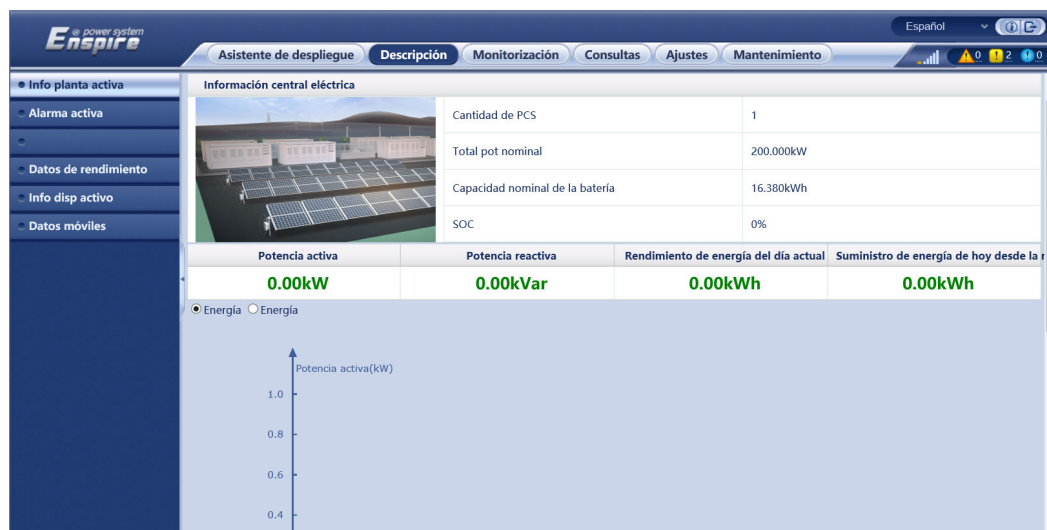 @ power system
Enspire
Español
Asistente de despliegue
Descripción
Monitorización
Consultas
Ajustes
Mantenimiento
0
2
0
Info planta activa
Alarma activa
Datos de rendimiento
Info disp activo
Datos móviles
Información central eléctrica
Cantidad de PCS 1
Total pot nominal 200.000kW
Capacidad nominal de la batería 16.380kWh
SOC 0%
Potencia activa Potencia reactiva Rendimiento de energía del día actual Suministro de energía de hoy desde la r
0.00kW 0.00kVar 0.00kWh 0.00kWh
Energía Energía
Potencia activa(kW)
1.0
0.8
0.6
0.4